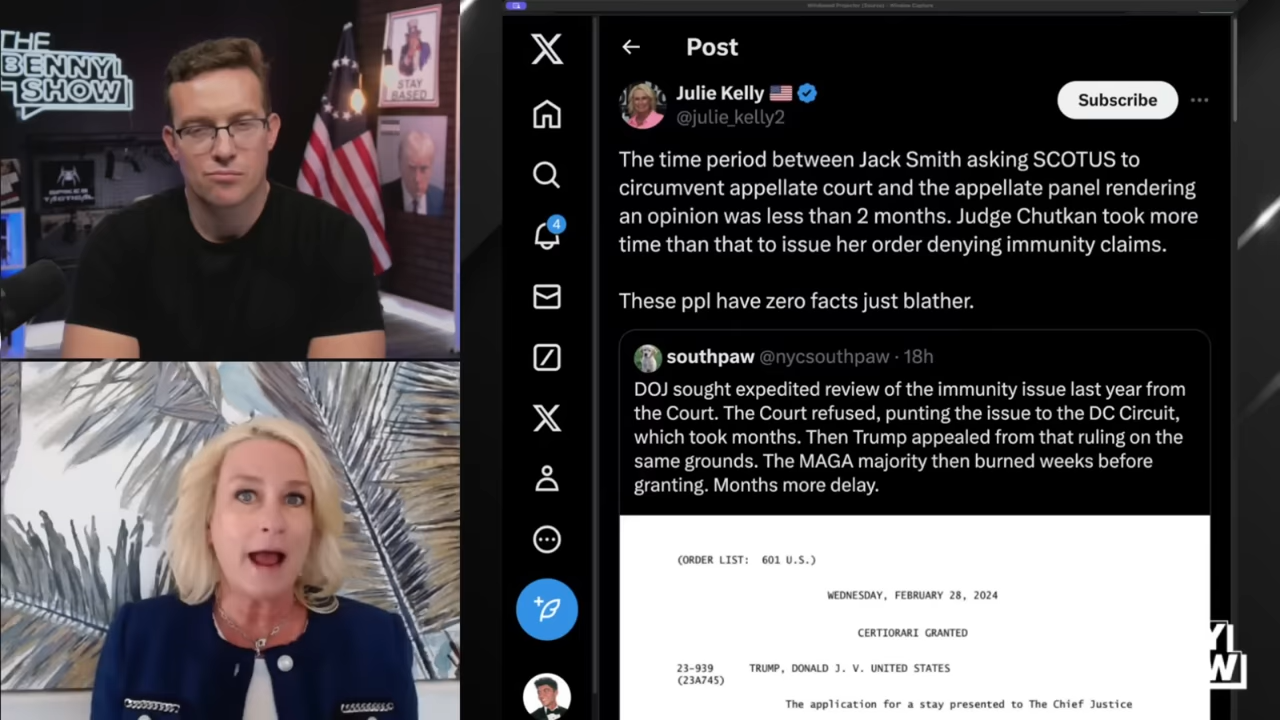 THE
BENNY
SHOW
STAY
BASED
SPIKES
TACTICAL
Post
Julie Kelly
@julie_kelly2
Subscribe
The time period between Jack Smith asking SCOTUS to
circumvent appellate court and the appellate panel rendering
an opinion was less than 2 months. Judge Chutkan took more
time than that to issue her order denying immunity claims.
These ppl have zero facts just blather.
southpaw @nycsouthpaw · 18h
DOJ sought expedited review of the immunity issue last year from
the Court. The Court refused, punting the issue to the DC Circuit,
which took months. Then Trump appealed from that ruling on the
same grounds. The MAGA majority then burned weeks before
granting. Months more delay.
(ORDER LIST: 601 U.S.)
WEDNESDAY, FEBRUARY 28, 2024
CERTIORARI GRANTED
23-939 TRUMP, DONALD J. V. UNITED STATES
(23A745)
The application for a stay presented to The Chief Justice
4
Y
W